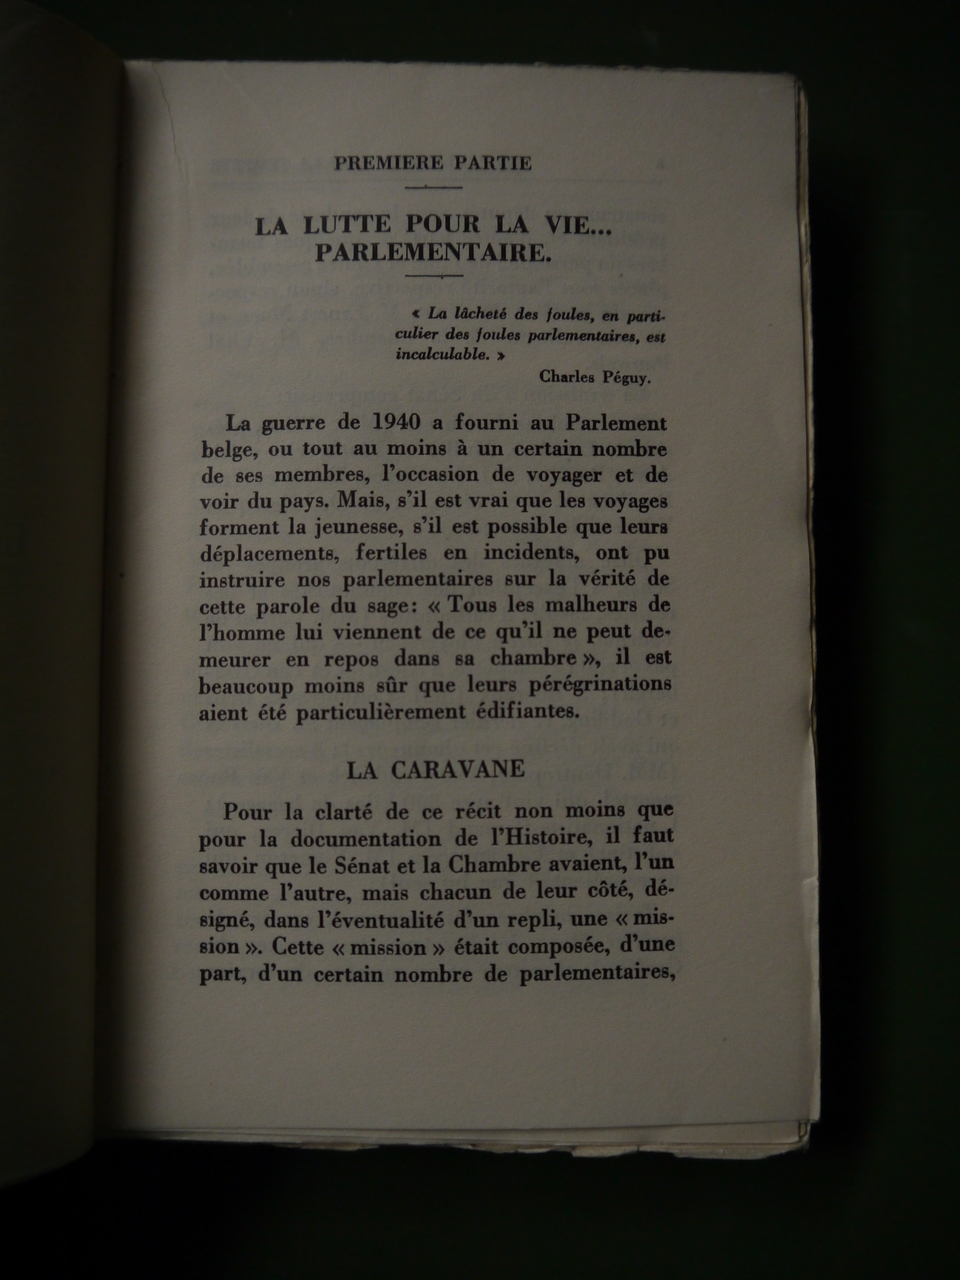 PREMIERE PARTIE
LA LUTTE POUR LA VIE...
PARLEMENTAIRE.
« La lâcheté des foules, en parti-
culier des foules parlementaires, est
incalculable. »
Charles Péguy.
La guerre de 1940 a fourni au Parlement
belge, ou tout au moins à un certain nombre
de ses membres, l'occasion de voyager et de
voir du pays. Mais, s'il est vrai que les voyages
forment la jeunesse, s'il est possible que leurs
déplacements, fertiles en incidents, ont pu
instruire nos parlementaires sur la vérité de
cette parole du sage: « Tous les malheurs de
l'homme lui viennent de ce qu'il ne peut de-
meurer en repos dans sa chambre », il est
beaucoup moins sûr que leurs pérégrinations
aient été particulièrement édifiantes.
LA CARAVANE
Pour la clarté de ce récit non moins que
pour la documentation de l'Histoire, il faut
savoir que le Sénat et la Chambre avaient, l'un
comme l'autre, mais chacun de leur côté, dé-
signé, dans l'éventualité d'un repli, une « mis-
sion ». Cette « mission » était composée, d'une
part, d'un certain nombre de parlementaires,